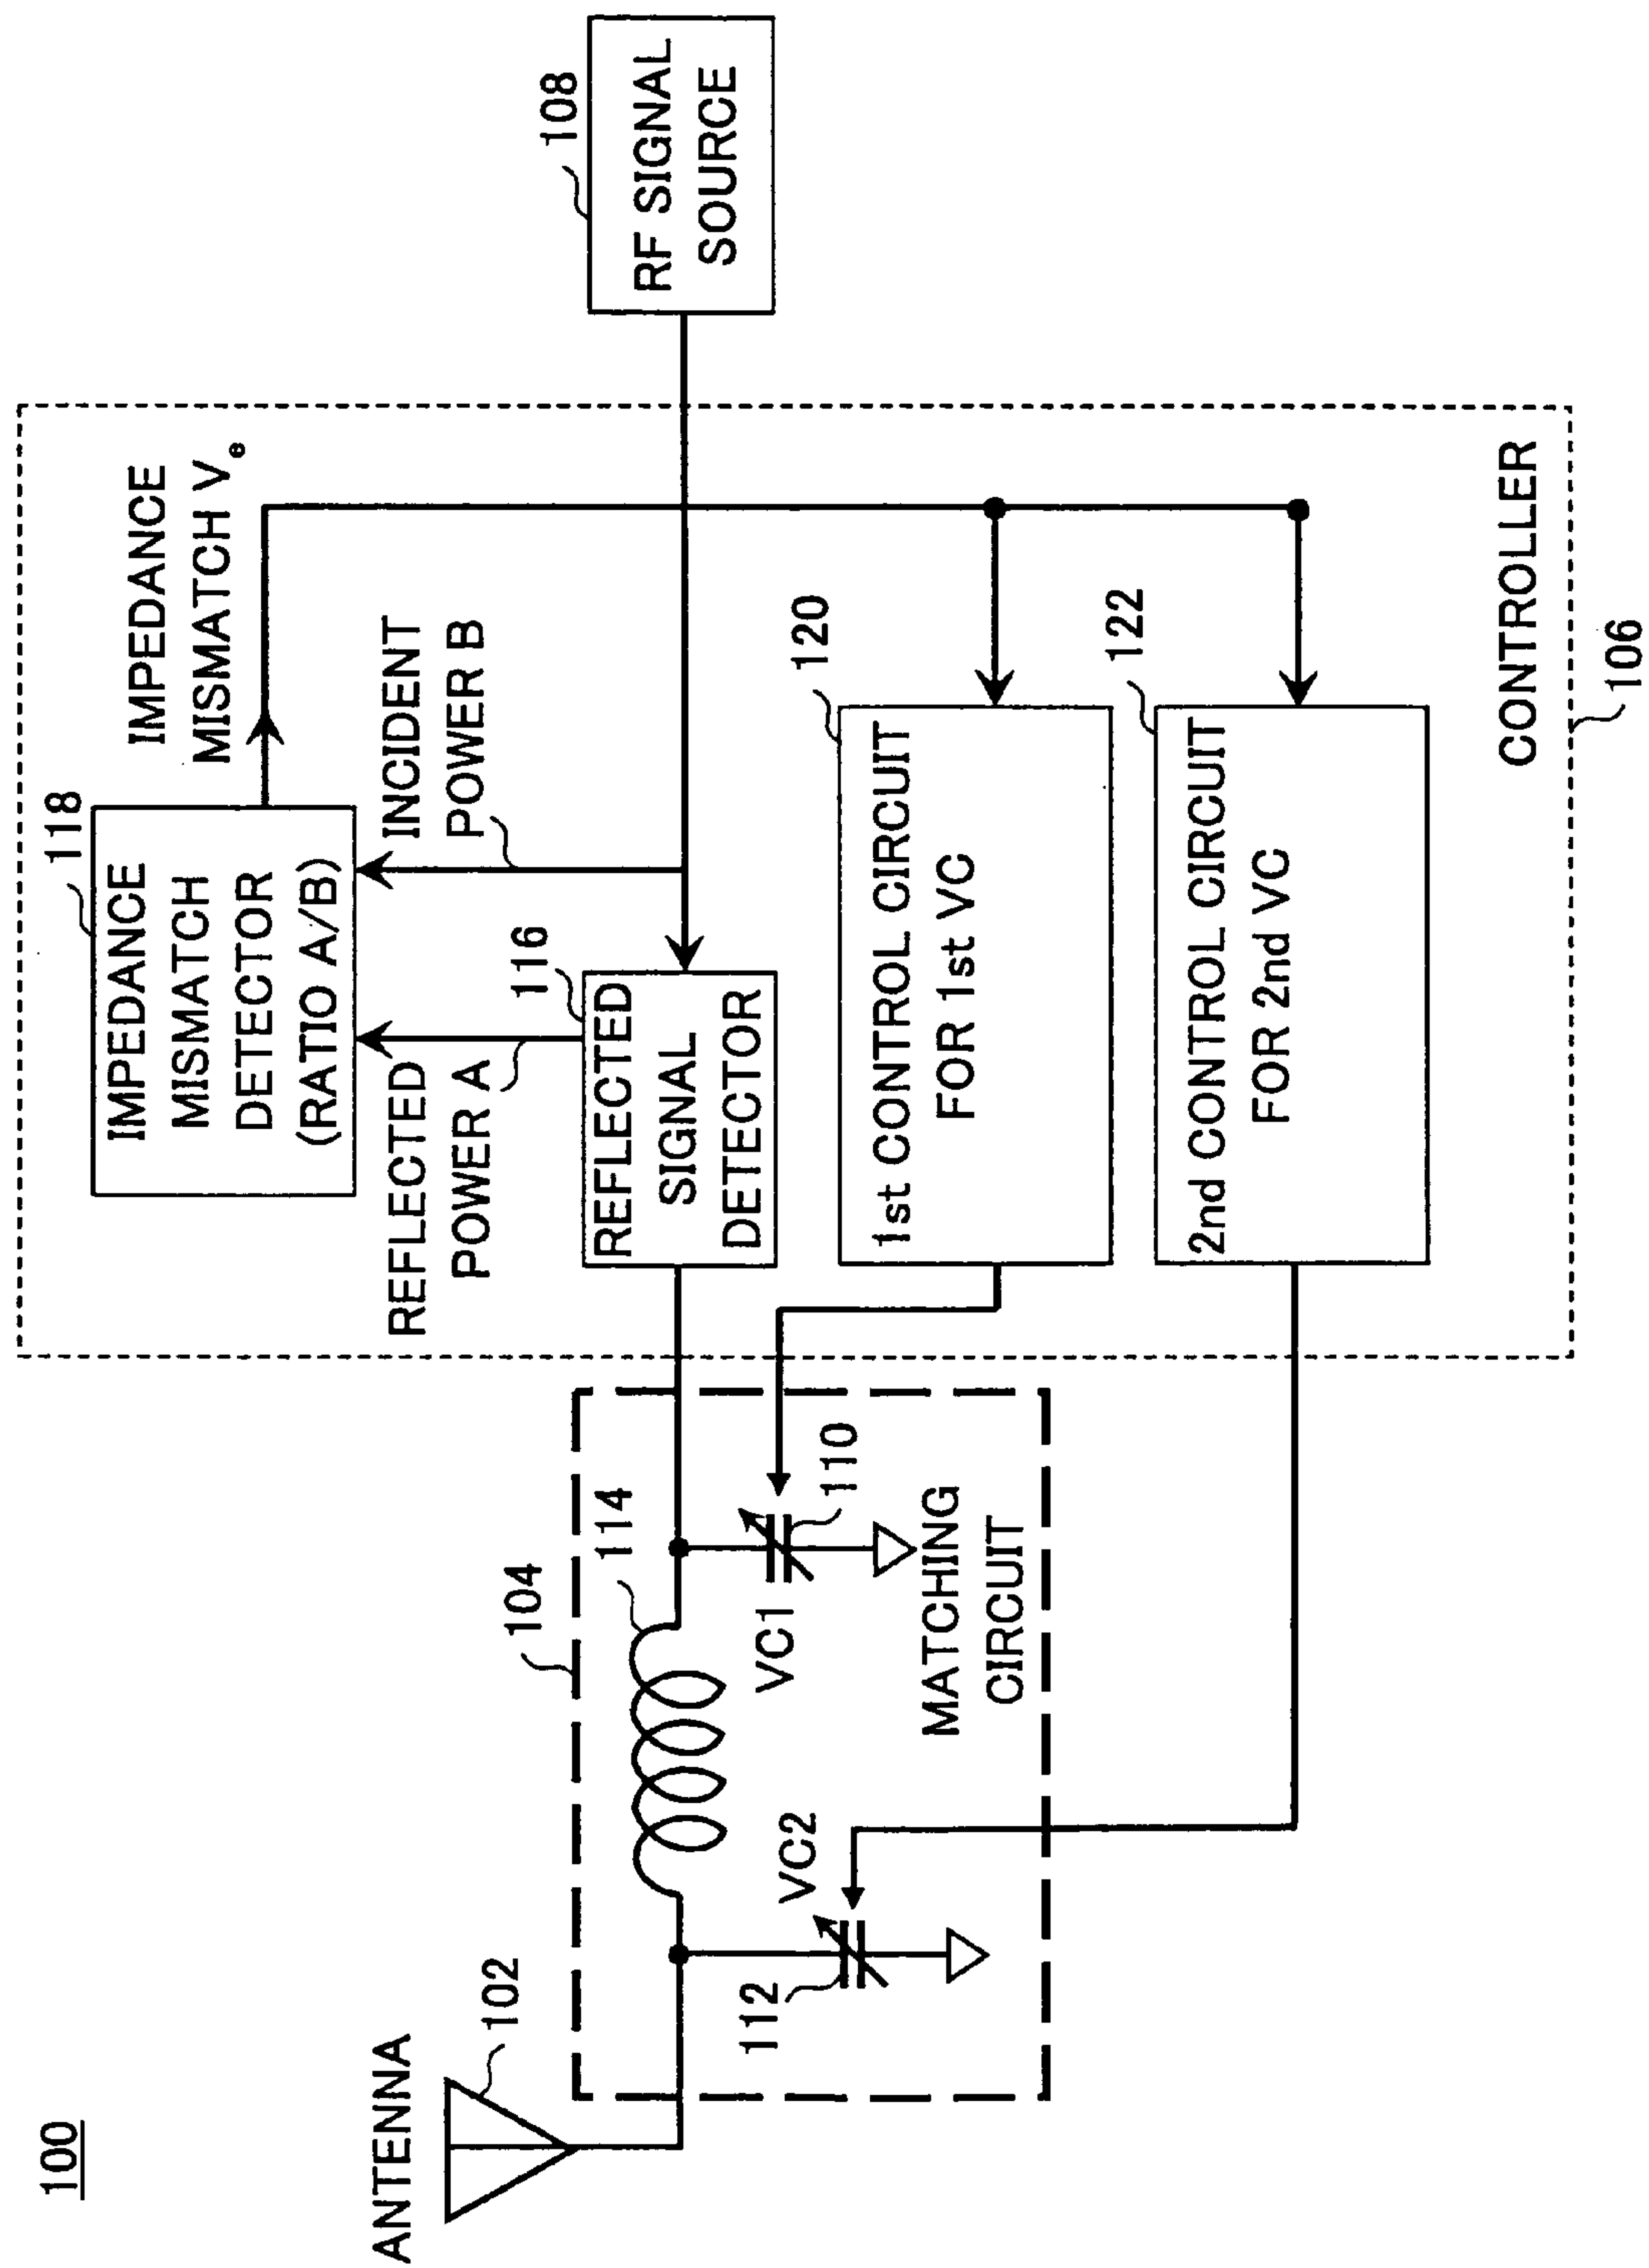 100
ANTENNA
102
104
114
VC2
112
VC1
110
MATCHING
CIRCUIT
118
IMPEDANCE
MISMATCH
DETECTOR
(RATIO A/B)
IMPEDANCE
MISMATCH Ve
REFLECTED
POWER A
INCIDENT
POWER B
116
REFLECTED
SIGNAL
DETECTOR
120
1st CONTROL CIRCUIT
FOR 1st VC
122
2nd CONTROL CIRCUIT
FOR 2nd VC
CONTROLLER
106
108
RF SIGNAL
SOURCE